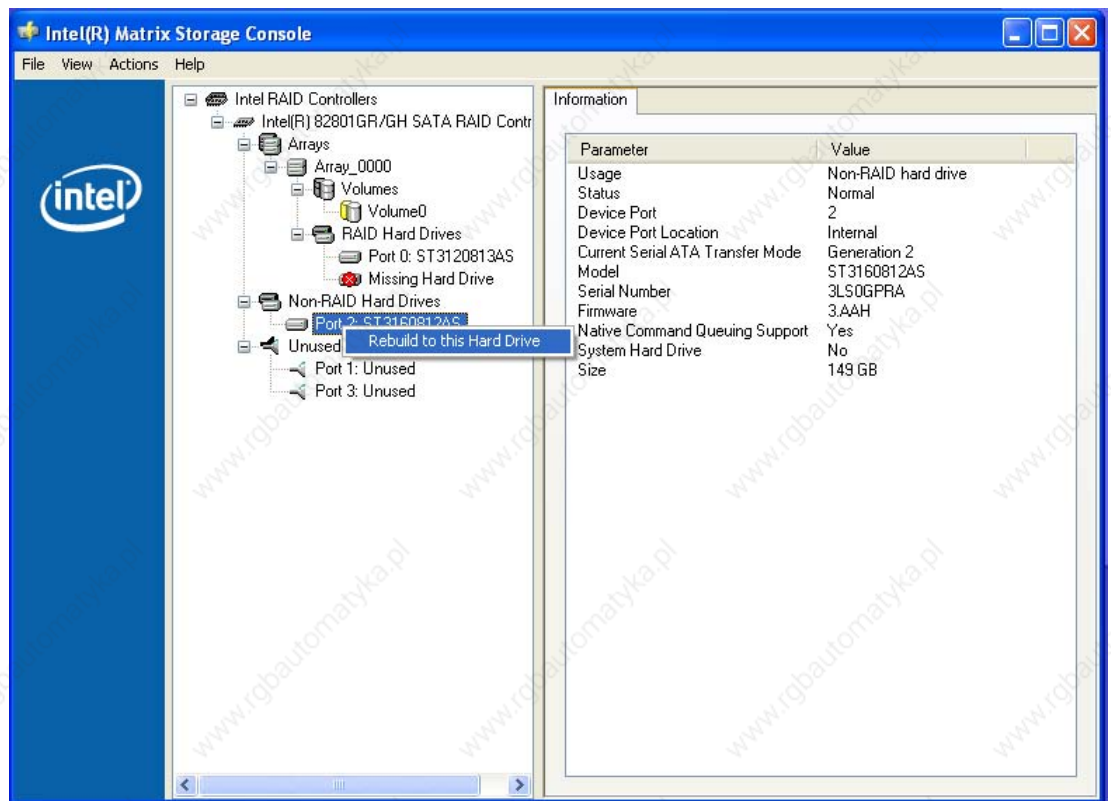 Intel(R) Matrix Storage Console
File View Actions Help
intel
Intel RAID Controllers
Intel(R) 82801GR/GH SATA RAID Contr
Arrays
Array_0000
Volumes
Volume0
RAID Hard Drives
Port 0: ST3120813AS
Missing Hard Drive
Non-RAID Hard Drives
Port 2: ST3160812AS
Rebuild to this Hard Drive
Unused
Port 1: Unused
Port 3: Unused
Information
Parameter Value
Usage Non-RAID hard drive
Status Normal
Device Port 2
Device Port Location Internal
Current Serial ATA Transfer Mode Generation 2
Model ST3160812AS
Serial Number 3LS0GPRA
Firmware 3.AAH
Native Command Queuing Support Yes
System Hard Drive No
Size 149 GB
www.rgbautomatyka.pl